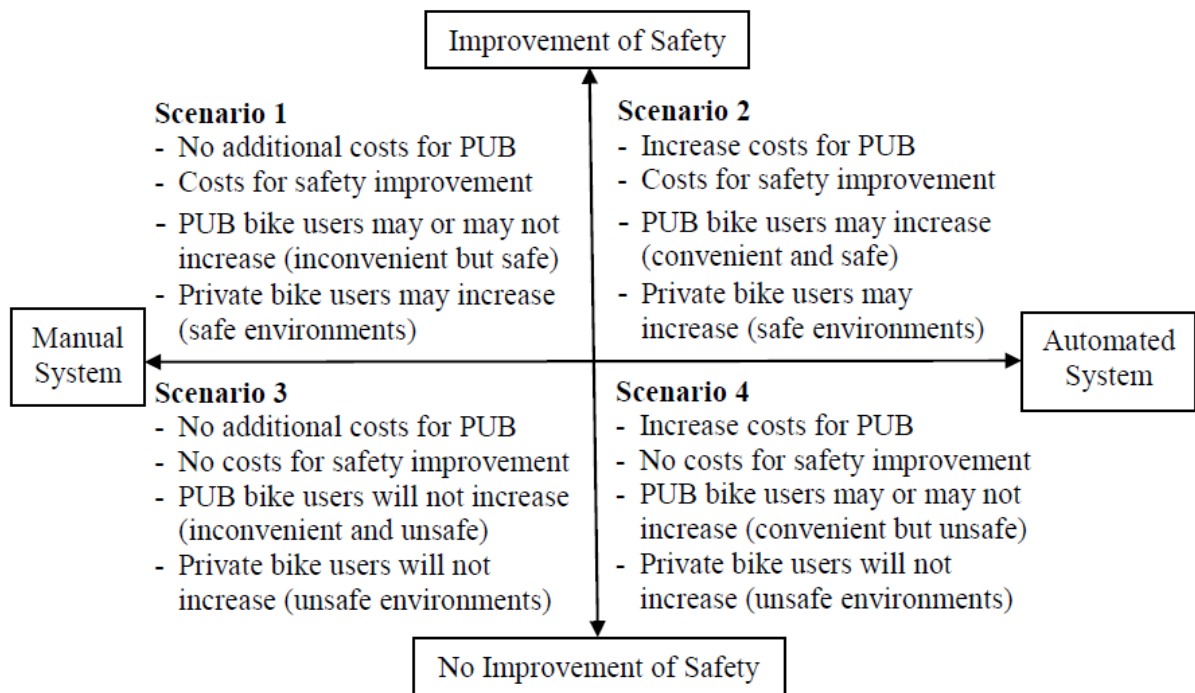 Improvement of Safety
Scenario 1
- No additional costs for PUB
- Costs for safety improvement
- PUB bike users may or may not
increase (inconvenient but safe)
- Private bike users may increase
(safe environments)
Scenario 2
- Increase costs for PUB
- Costs for safety improvement
- PUB bike users may increase
(convenient and safe)
- Private bike users may
increase (safe environments)
Manual
System
Automated
System
Scenario 3
- No additional costs for PUB
- No costs for safety improvement
- PUB bike users will not increase
(inconvenient and unsafe)
- Private bike users will not
increase (unsafe environments)
Scenario 4
- Increase costs for PUB
- No costs for safety improvement
- PUB bike users may or may not
increase (convenient but unsafe)
- Private bike users will not
increase (unsafe environments)
No Improvement of Safety